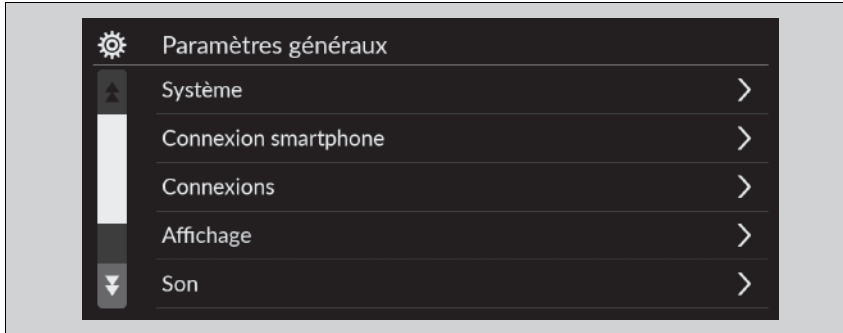 Paramètres généraux
Système
Connexion smartphone
Connexions
Affichage
Son